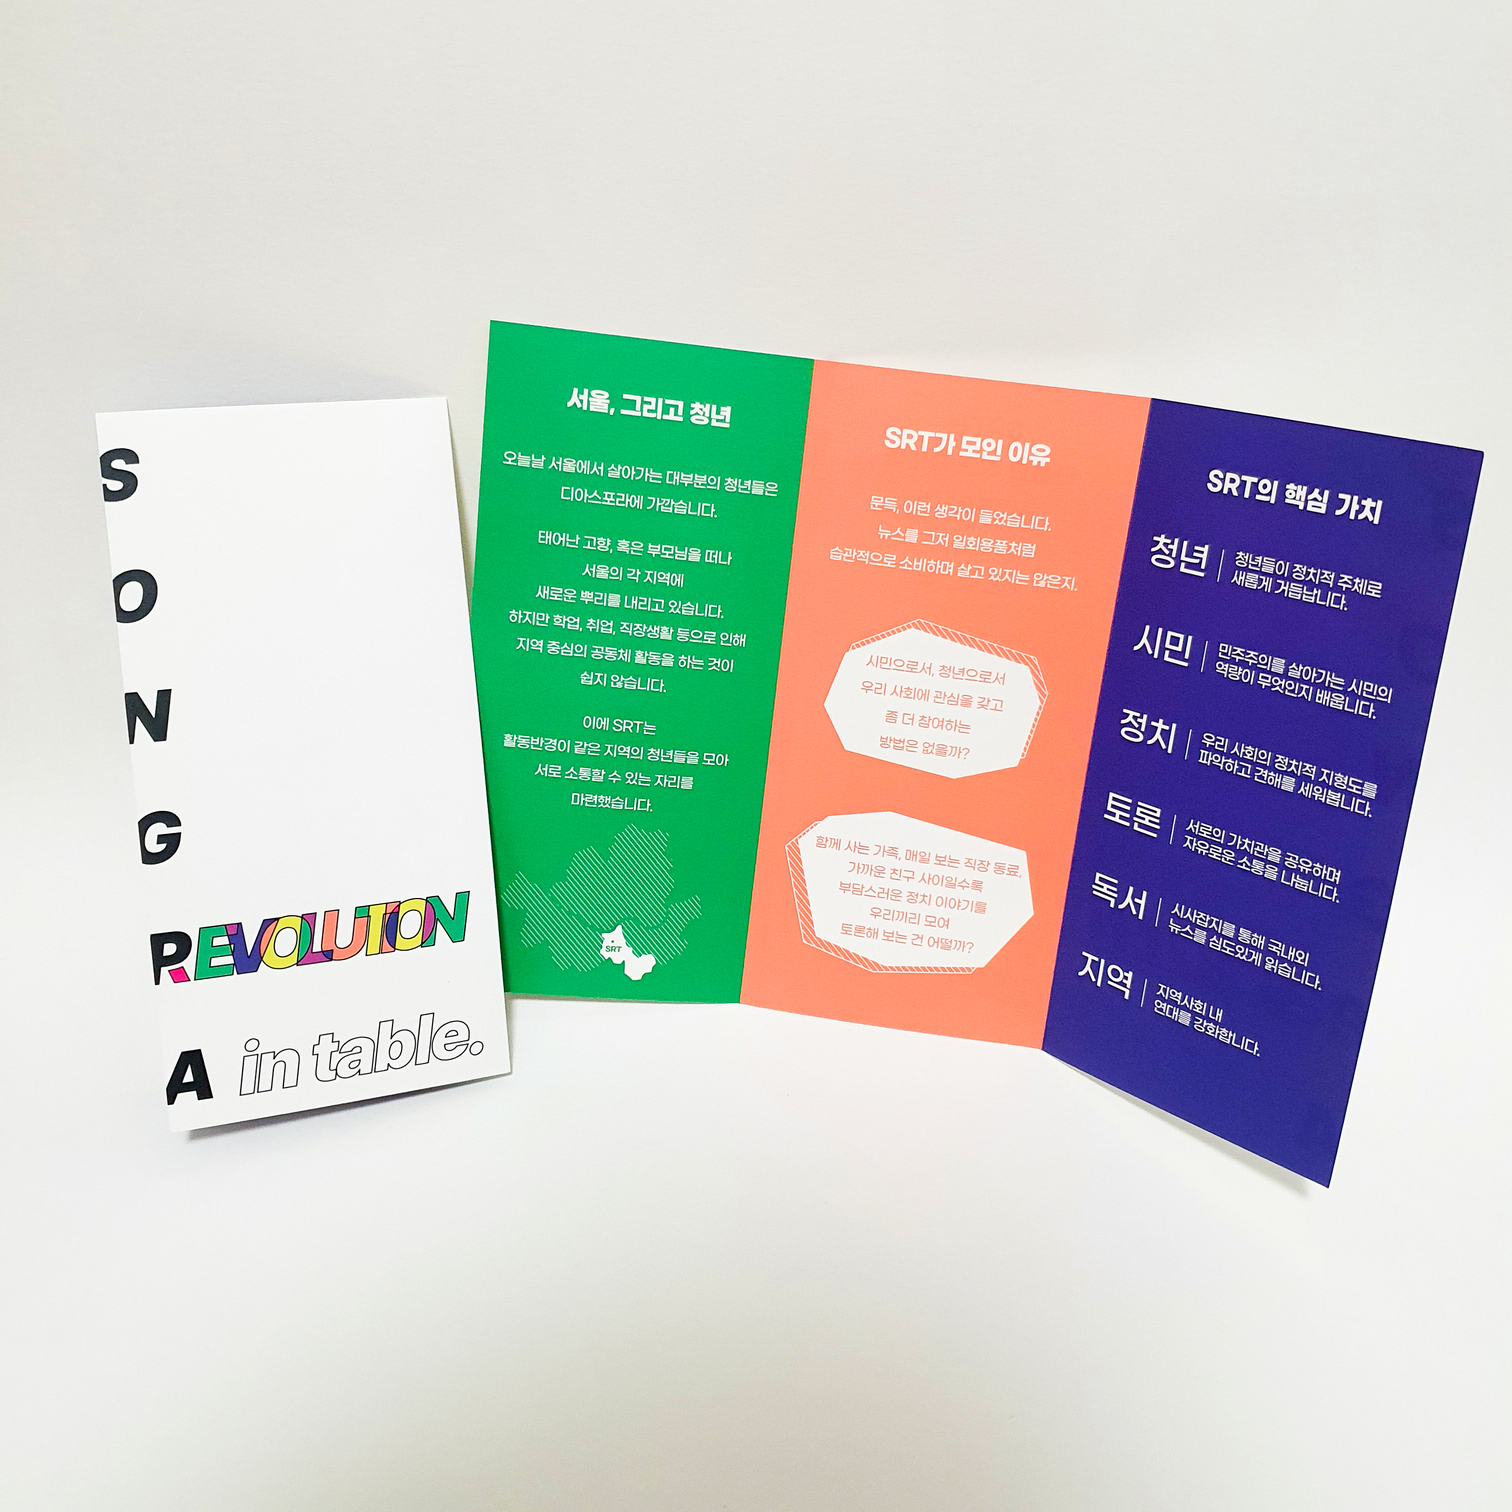 S
O
N
G
REVOLUTION
A in table.
서울, 그리고 청년
오늘날 서울에서 살아가는 대부분의 청년들은
디아스포라에 가깝습니다.
태어난 고향, 혹은 부모님을 떠나
서울의 각 지역에
새로운 뿌리를 내리고 있습니다.
하지만 학업, 취업, 직장생활 등으로 인해
지역 중심의 공동체 활동을 하는 것이
쉽지 않습니다.
이에 SRT는
활동반경이 같은 지역의 청년들을 모아
서로 소통할 수 있는 자리를
마련했습니다.
SRT
SRT가 모인 이유
문득, 이런 생각이 들었습니다.
뉴스를 그저 일회용품처럼
습관적으로 소비하며 살고 있지는 않은지.
시민으로서, 청년으로서
우리 사회에 관심을 갖고
좀 더 참여하는
방법은 없을까?
함께 사는 가족, 매일 보는 직장 동료,
가까운 친구 사이일수록
부담스러운 정치 이야기를
우리끼리 모여
토론해 보는 건 어떨까?
SRT의 핵심 가치
청년 | 청년들이 정치적 주체로
새롭게 거듭납니다.
시민 | 민주주의를 살아가는 시민의
역량이 무엇인지 배웁니다.
정치 | 우리 사회의 정치적 지형도를
파악하고 견해를 세워봅니다.
토론 | 서로의 가치관을 공유하며
자유로운 소통을 나눕니다.
독서 | 시사잡지를 통해 국내외
뉴스를 심도있게 읽습니다.
지역 | 지역사회 내
연대를 강화합니다.